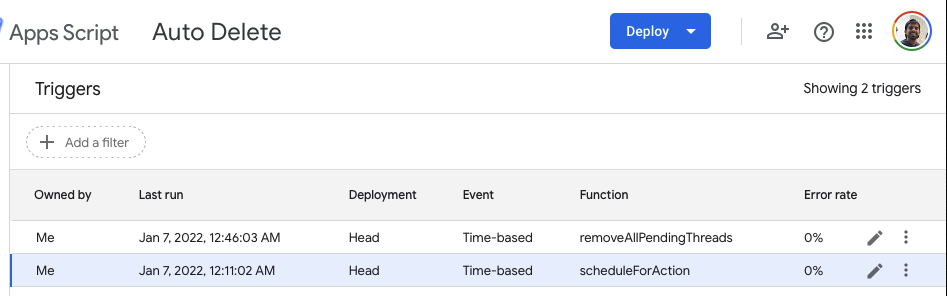 Apps Script Auto Delete Deploy
Triggers Showing 2 triggers
Add a filter
Owned by Last run Deployment Event Function Error rate
Me Jan 7, 2022, 12:46:03 AM Head Time-based removeAllPendingThreads 0%
Me Jan 7, 2022, 12:11:02 AM Head Time-based scheduleForAction 0%